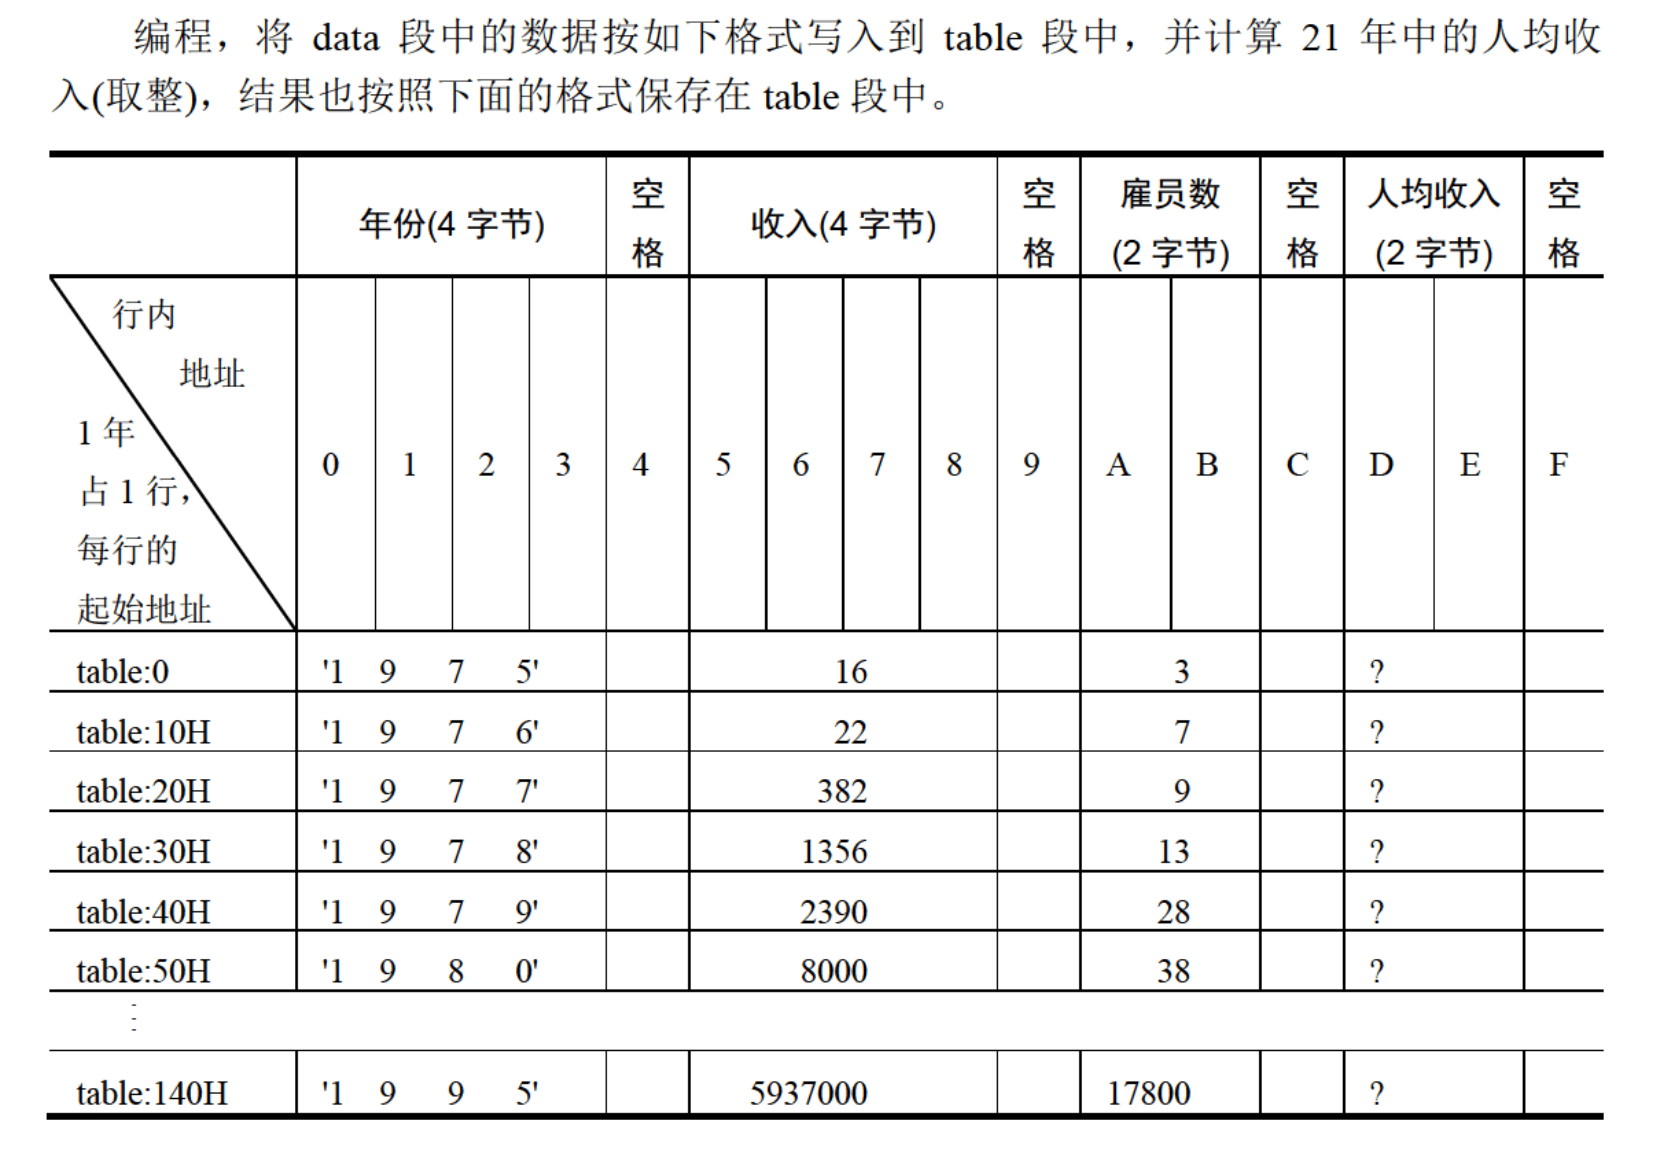 编程，将 data 段中的数据按如下格式写入到 table 段中，并计算 21 年中的人均收
入(取整)，结果也按照下面的格式保存在 table 段中。
年份(4 字节) 空格 收入(4 字节) 空格 雇员数(2 字节) 空格 人均收入(2 字节) 空格
行内
地址
1 年
占 1 行，
每行的
起始地址
0 1 2 3 4 5 6 7 8 9 A B C D E F
table:0 '1 9 7 5' 16 3 ?
table:10H '1 9 7 6' 22 7 ?
table:20H '1 9 7 7' 382 9 ?
table:30H '1 9 7 8' 1356 13 ?
table:40H '1 9 7 9' 2390 28 ?
table:50H '1 9 8 0' 8000 38 ?
⋮
table:140H '1 9 9 5' 5937000 17800 ?